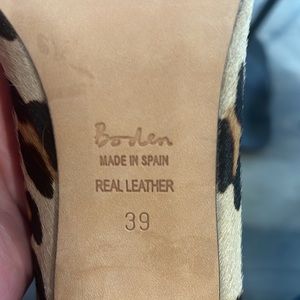 Boden
MADE IN SPAIN
REAL LEATHER
39